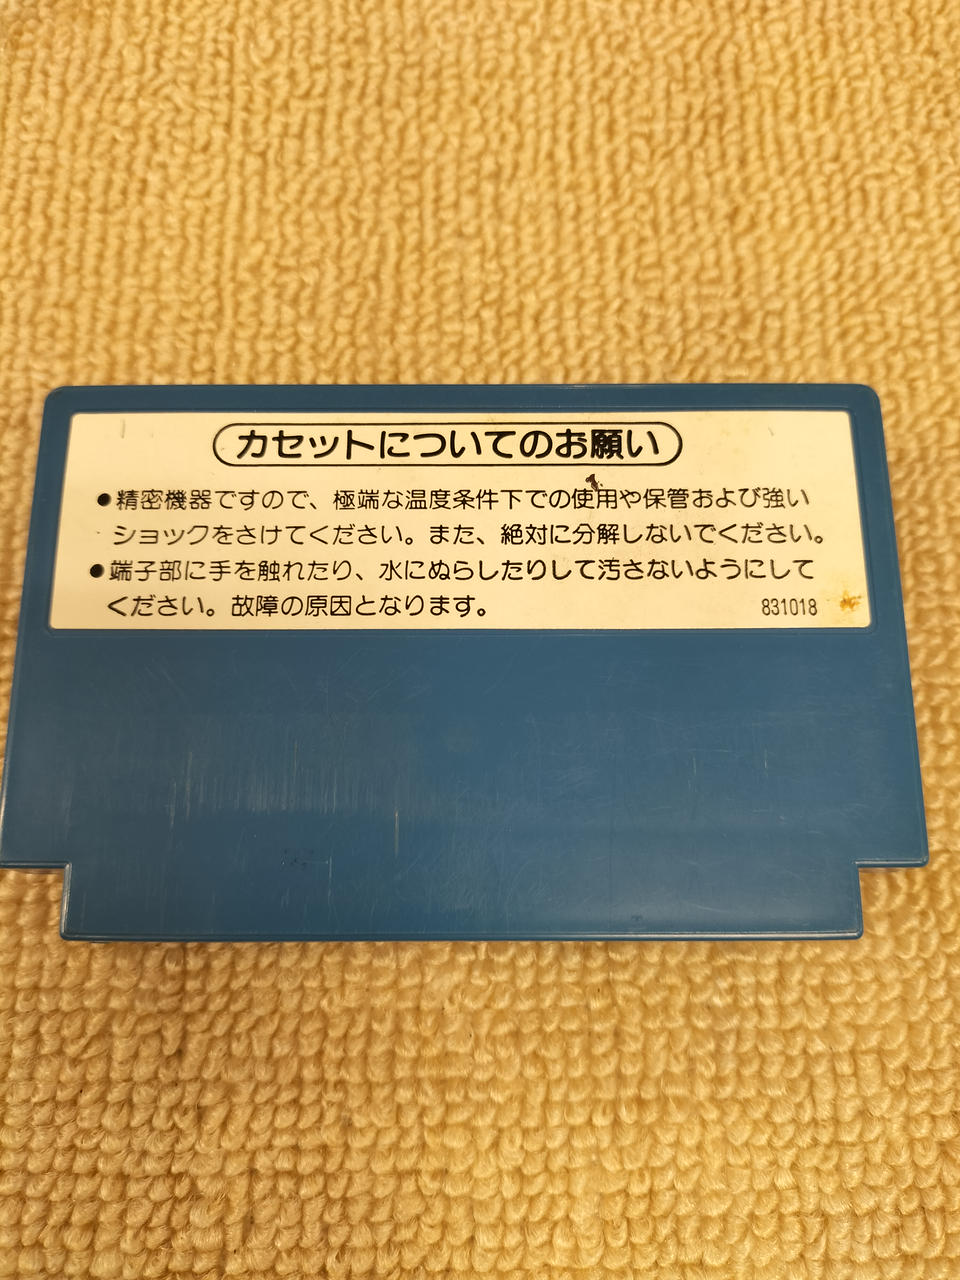 カセットについてのお願い
●精密機器ですので、極端な温度条件下での使用や保管および強い
ショックをさけてください。また、絶対に分解しないでください。
●端子部に手を触れたり、水にぬらしたりして汚さないようにして
ください。故障の原因となります。
831018